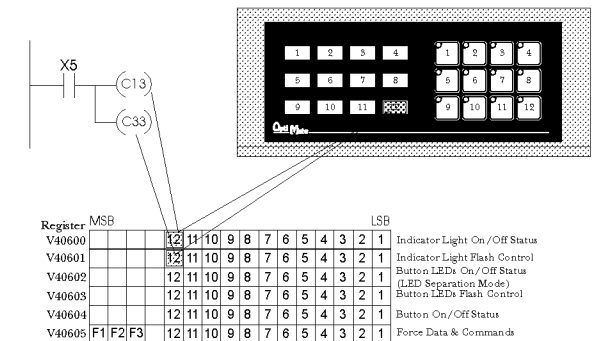 1 2 3 4
5 6 7 8
9 10 11
1 2 3 4
5 6 7 8
9 10 11 12
OptiMate
X5
C13
C33
Register MSB LSB
V40600 12 11 10 9 8 7 6 5 4 3 2 1 Indicator Light On/Off Status
V40601 12 11 10 9 8 7 6 5 4 3 2 1 Indicator Light Flash Control
V40602 12 11 10 9 8 7 6 5 4 3 2 1 Button LEDs On/Off Status
(LED Separation Mode)
V40603 12 11 10 9 8 7 6 5 4 3 2 1 Button LEDs Flash Control
V40604 12 11 10 9 8 7 6 5 4 3 2 1 Button On/Off Status
V40605 F1 F2 F3 12 11 10 9 8 7 6 5 4 3 2 1 Force Data & Commands